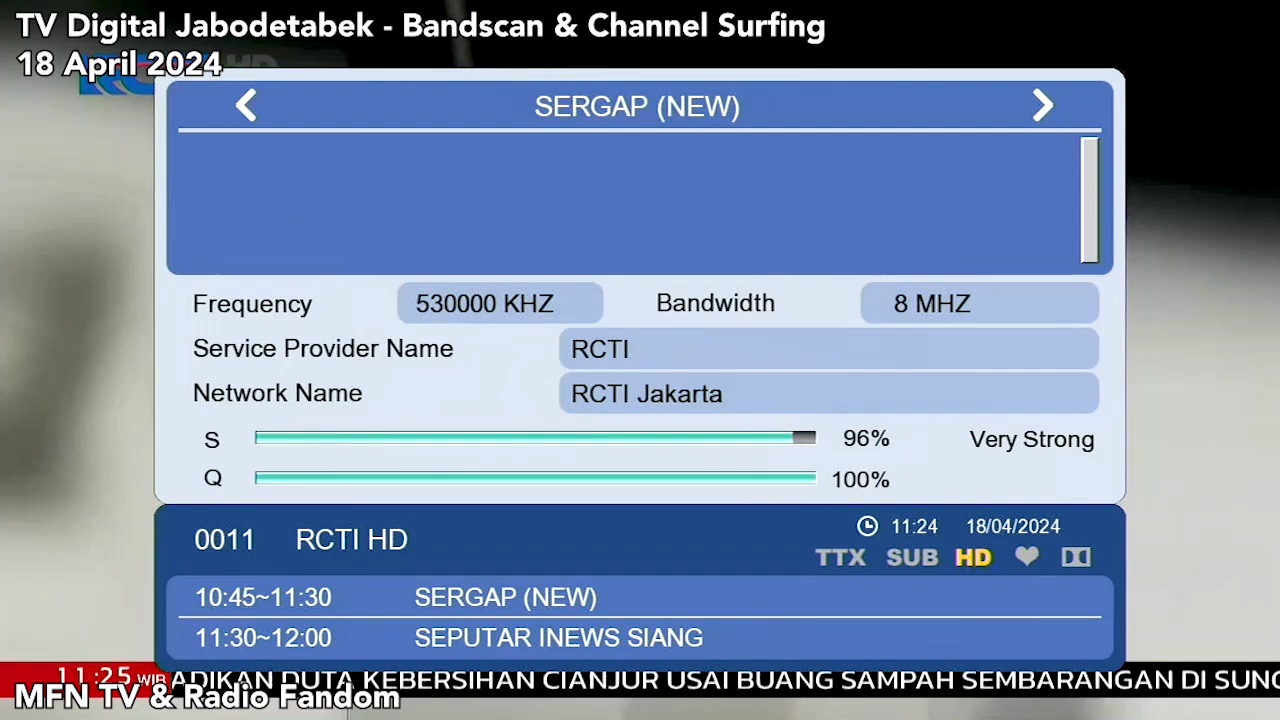 TV Digital Jabodetabek - Bandscan & Channel Surfing
18 April 2024
SERGAP (NEW)
Frequency 530000 KHZ Bandwidth 8 MHZ
Service Provider Name RCTI
Network Name RCTI Jakarta
S 96% Very Strong
Q 100%
0011 RCTI HD 11:24 18/04/2024
TTX SUB HD
10:45~11:30 SERGAP (NEW)
11:30~12:00 SEPUTAR INEWS SIANG
11:25 WIB ADIKAN DUTA KEBERSIHAN CIANJUR USAI BUANG SAMPAH SEMBARANGAN DI SUNG
MFN TV & Radio Fandom